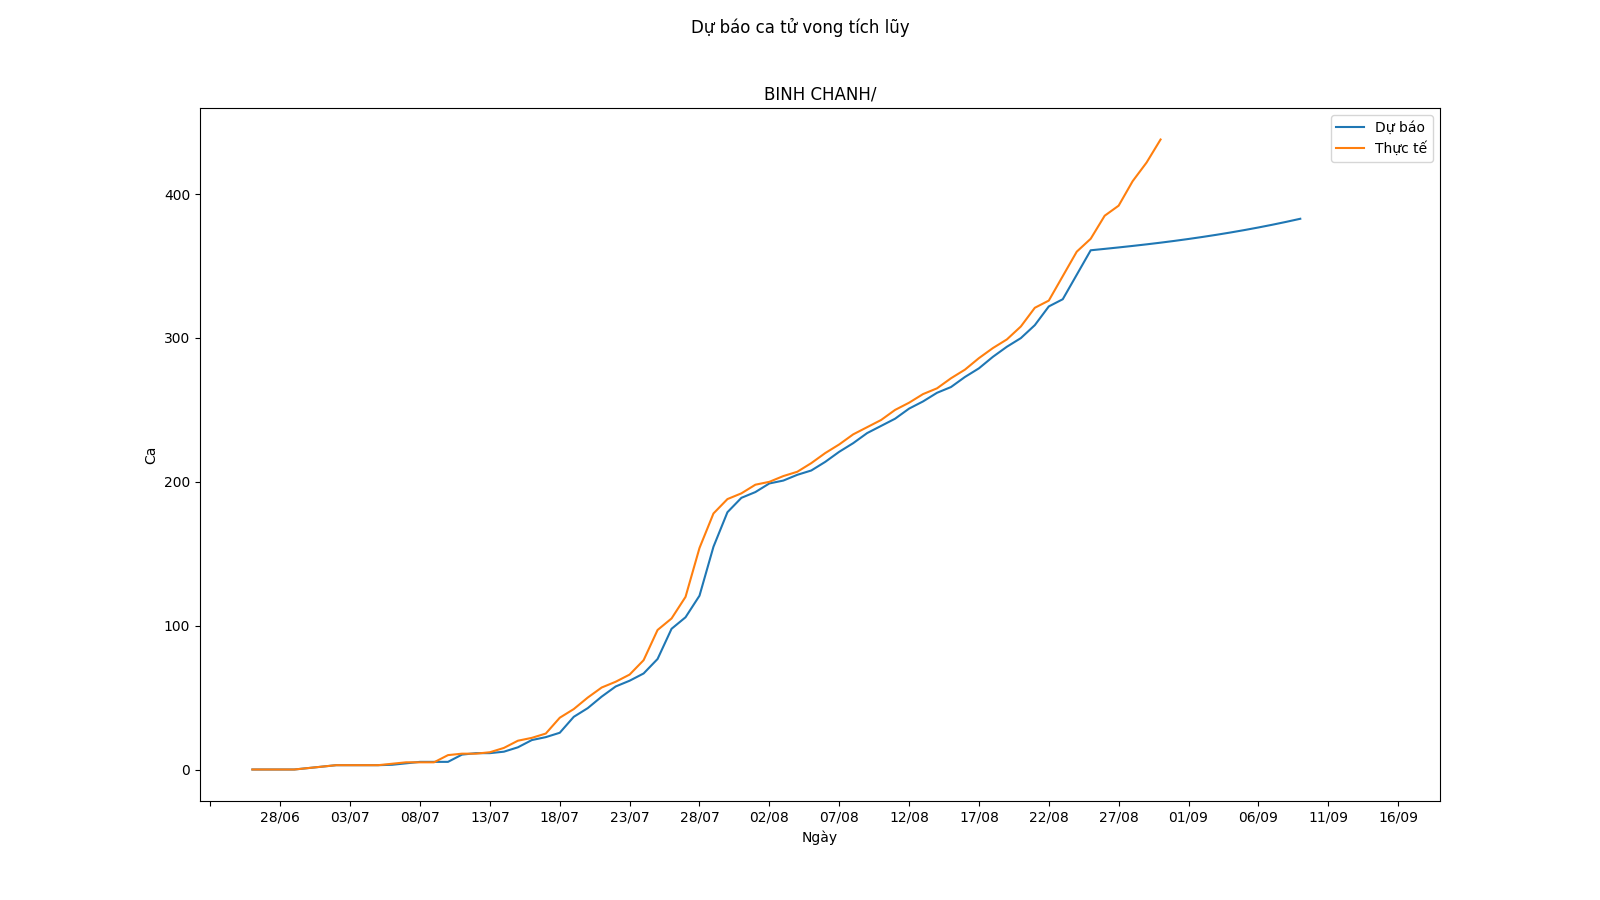 Dự báo ca tử vong tích lũy
BINH CHANH/
Dự báo
Thực tế
400
300
200
100
0
Ca
28/06 03/07 08/07 13/07 18/07 23/07 28/07 02/08 07/08 12/08 17/08 22/08 27/08 01/09 06/09 11/09 16/09
Ngày